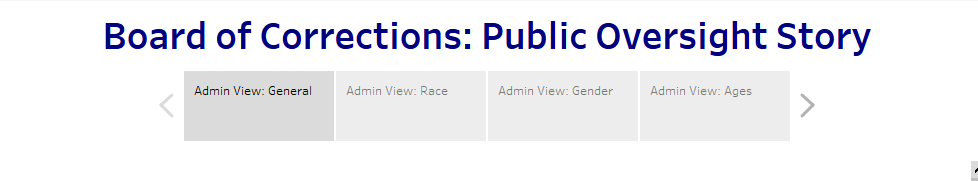 Board of Corrections: Public Oversight Story
Admin View: General
Admin View: Race
Admin View: Gender
Admin View: Ages